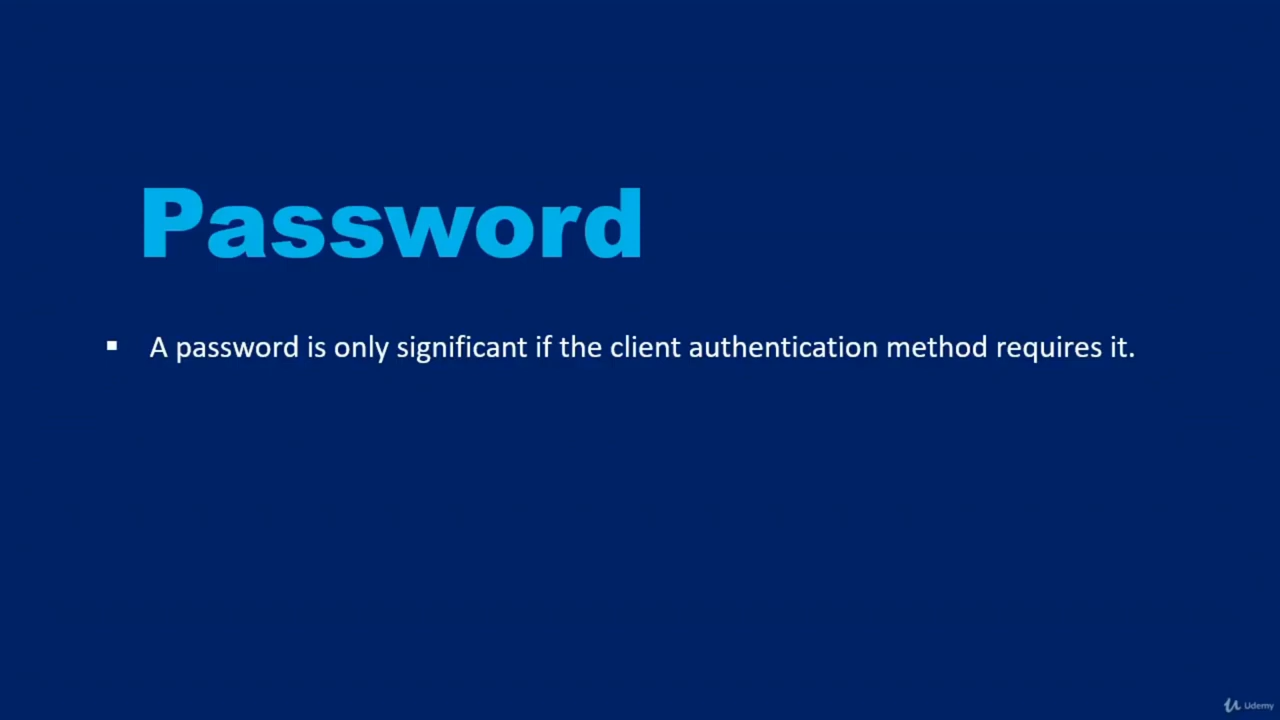 Password
▪ A password is only significant if the client authentication method requires it.
Udemy